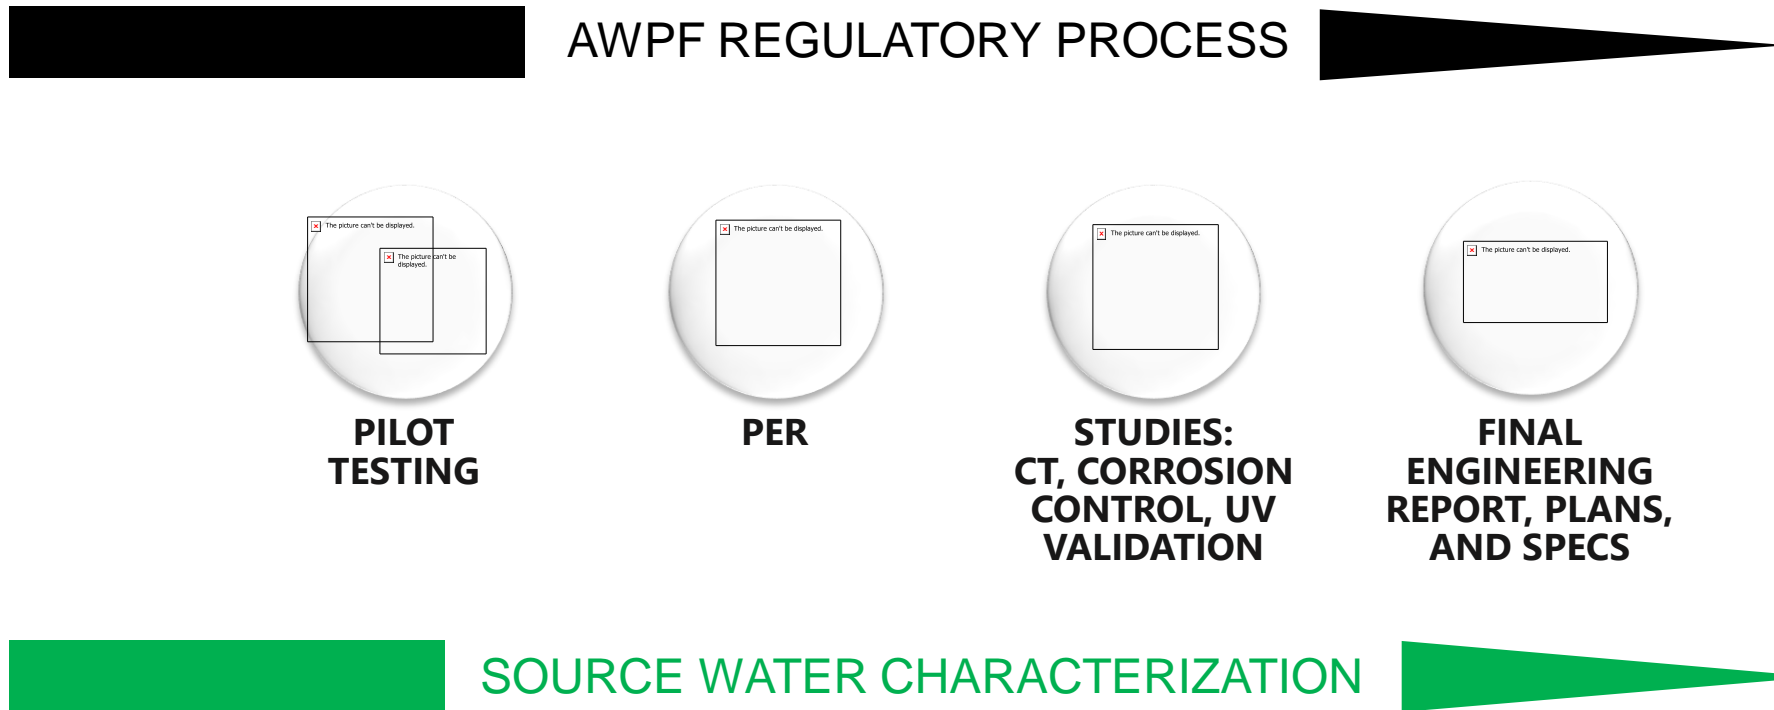 AWPF REGULATORY PROCESS
The picture can't be displayed.
The picture can't be
displayed.
The picture can't be displayed.
The picture can't be displayed.
The picture can't be displayed.
PILOT
TESTING
PER
STUDIES:
CT, CORROSION
CONTROL, UV
VALIDATION
FINAL
ENGINEERING
REPORT, PLANS,
AND SPECS
SOURCE WATER CHARACTERIZATION